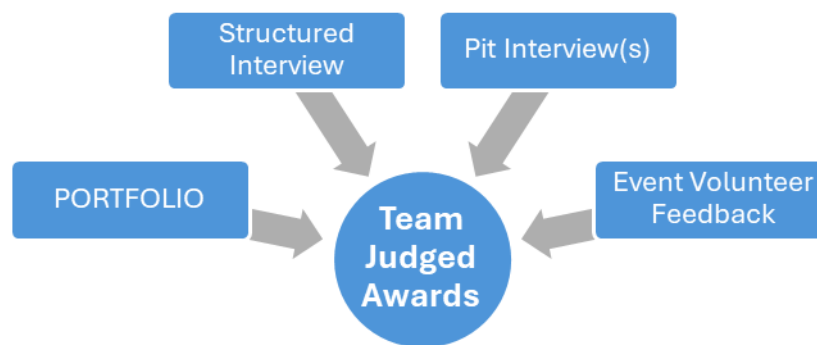 Structured
Interview
Pit Interview(s)
PORTFOLIO
Event Volunteer
Feedback
Team
Judged
Awards